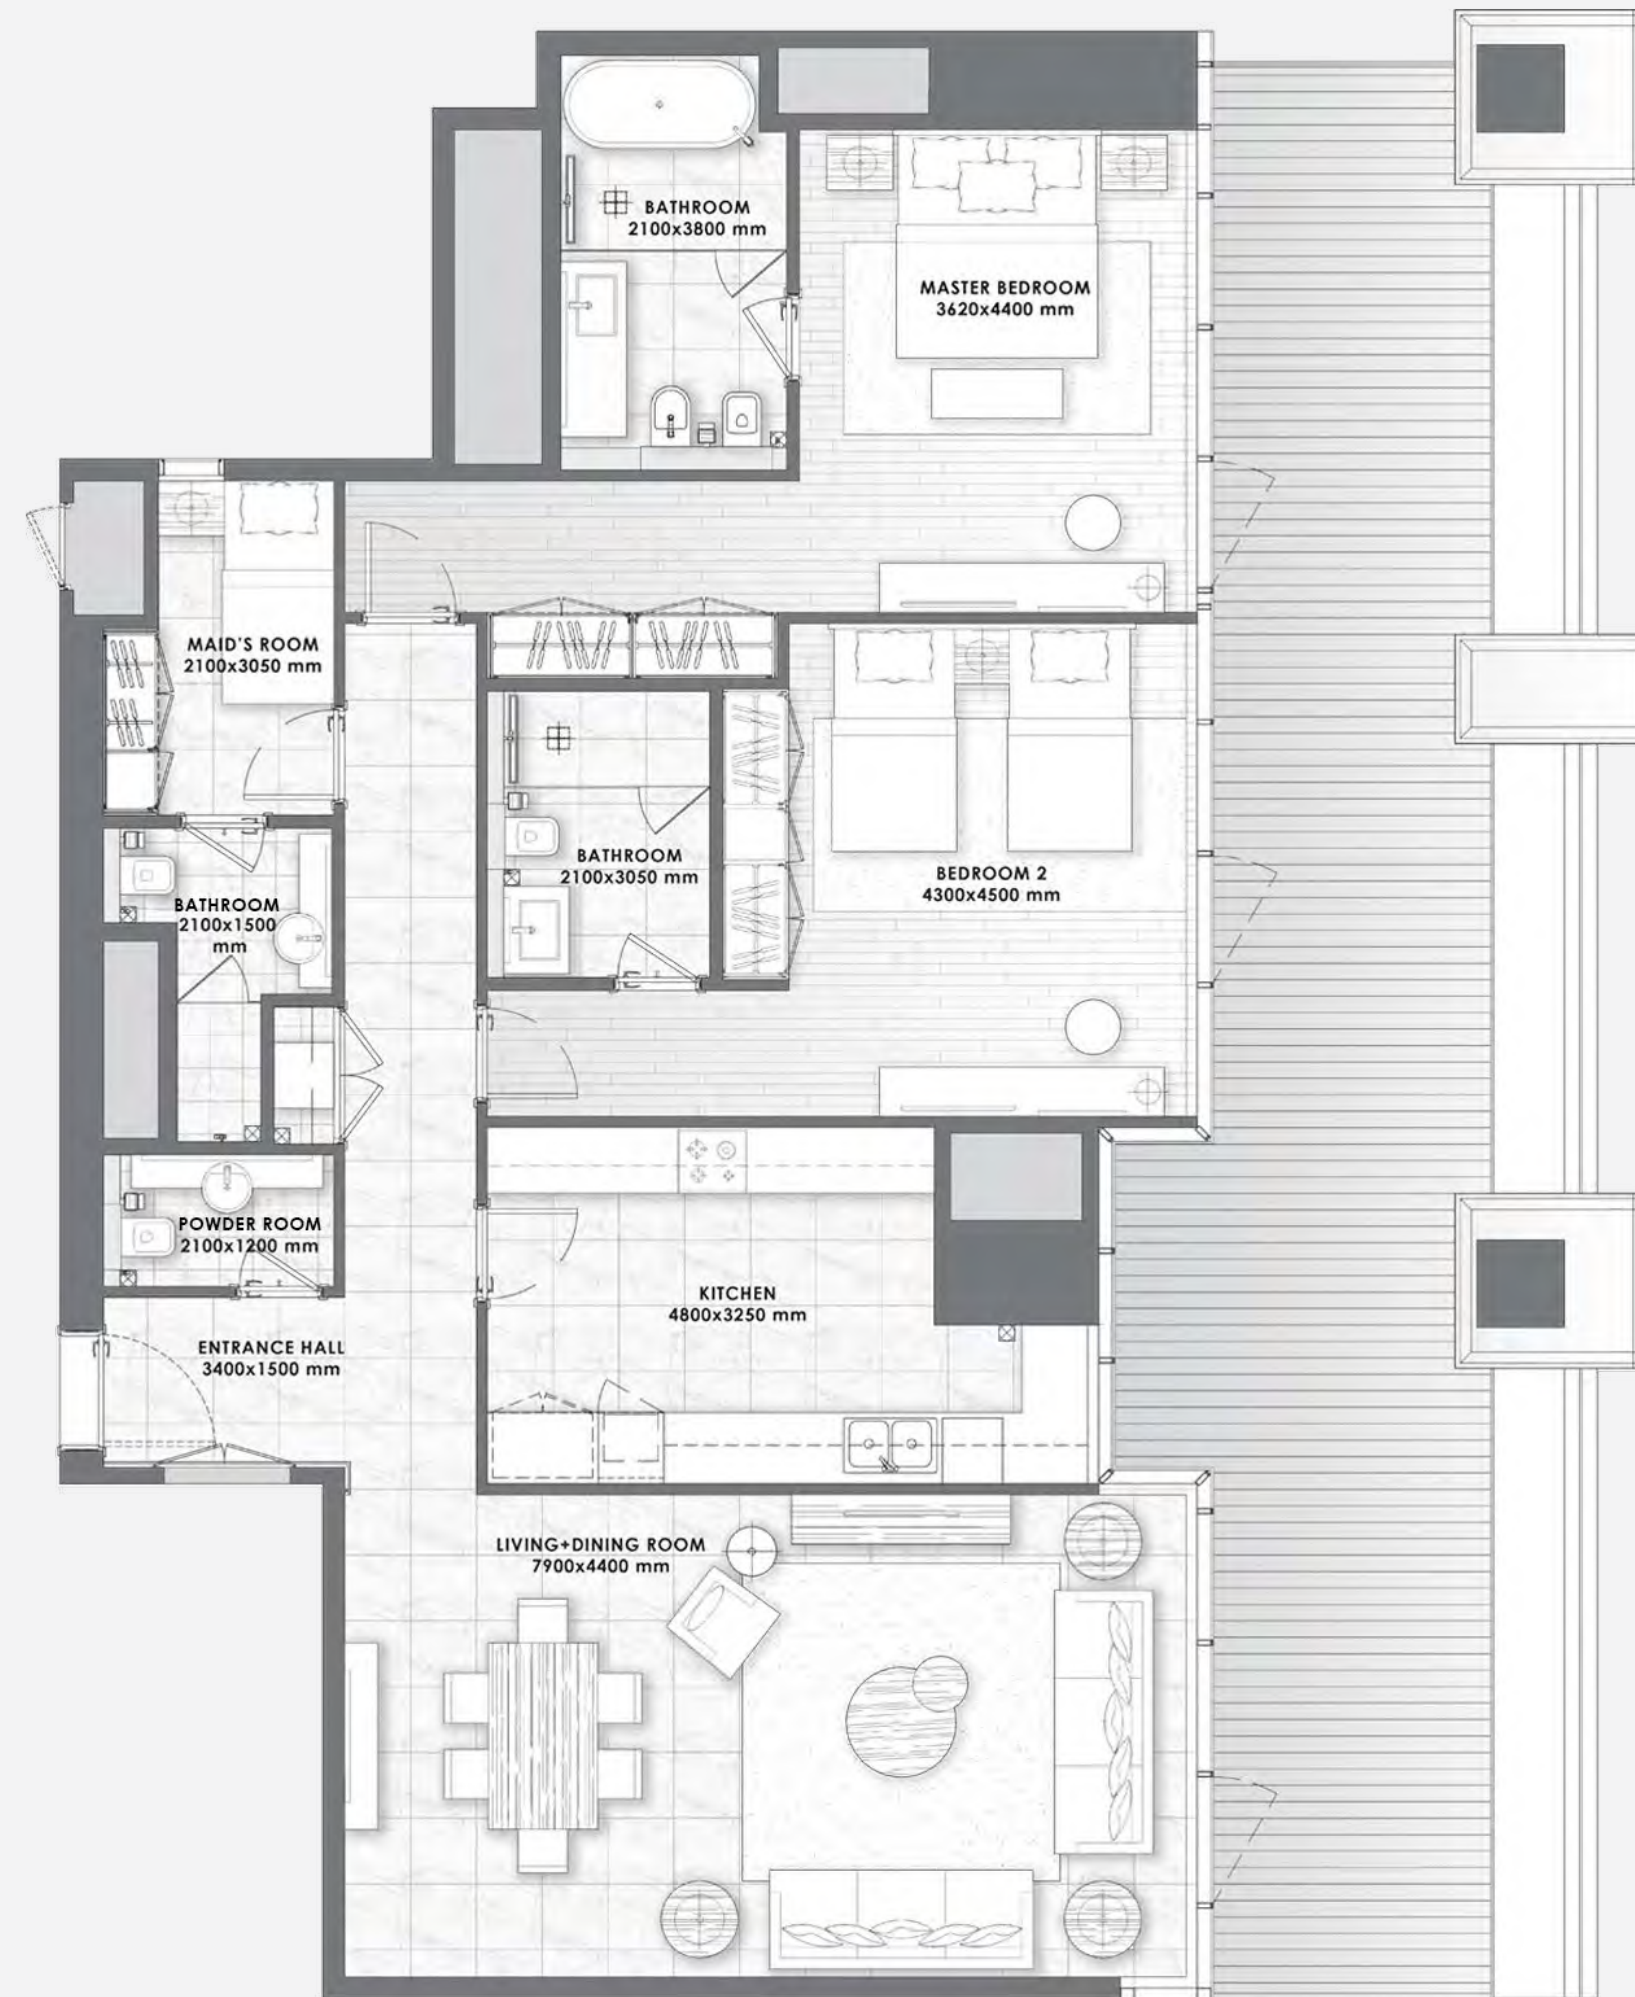 BATHROOM
2100x3800 mm
MASTER BEDROOM
3620x4400 mm
MAID'S ROOM
2100x3050 mm
BATHROOM
2100x3050 mm
BEDROOM 2
4300x4500 mm
BATHROOM
2100x1500
mm
POWDER ROOM
2100x1200 mm
KITCHEN
4800x3250 mm
ENTRANCE HALL
3400x1500 mm
LIVING+DINING ROOM
7900x4400 mm